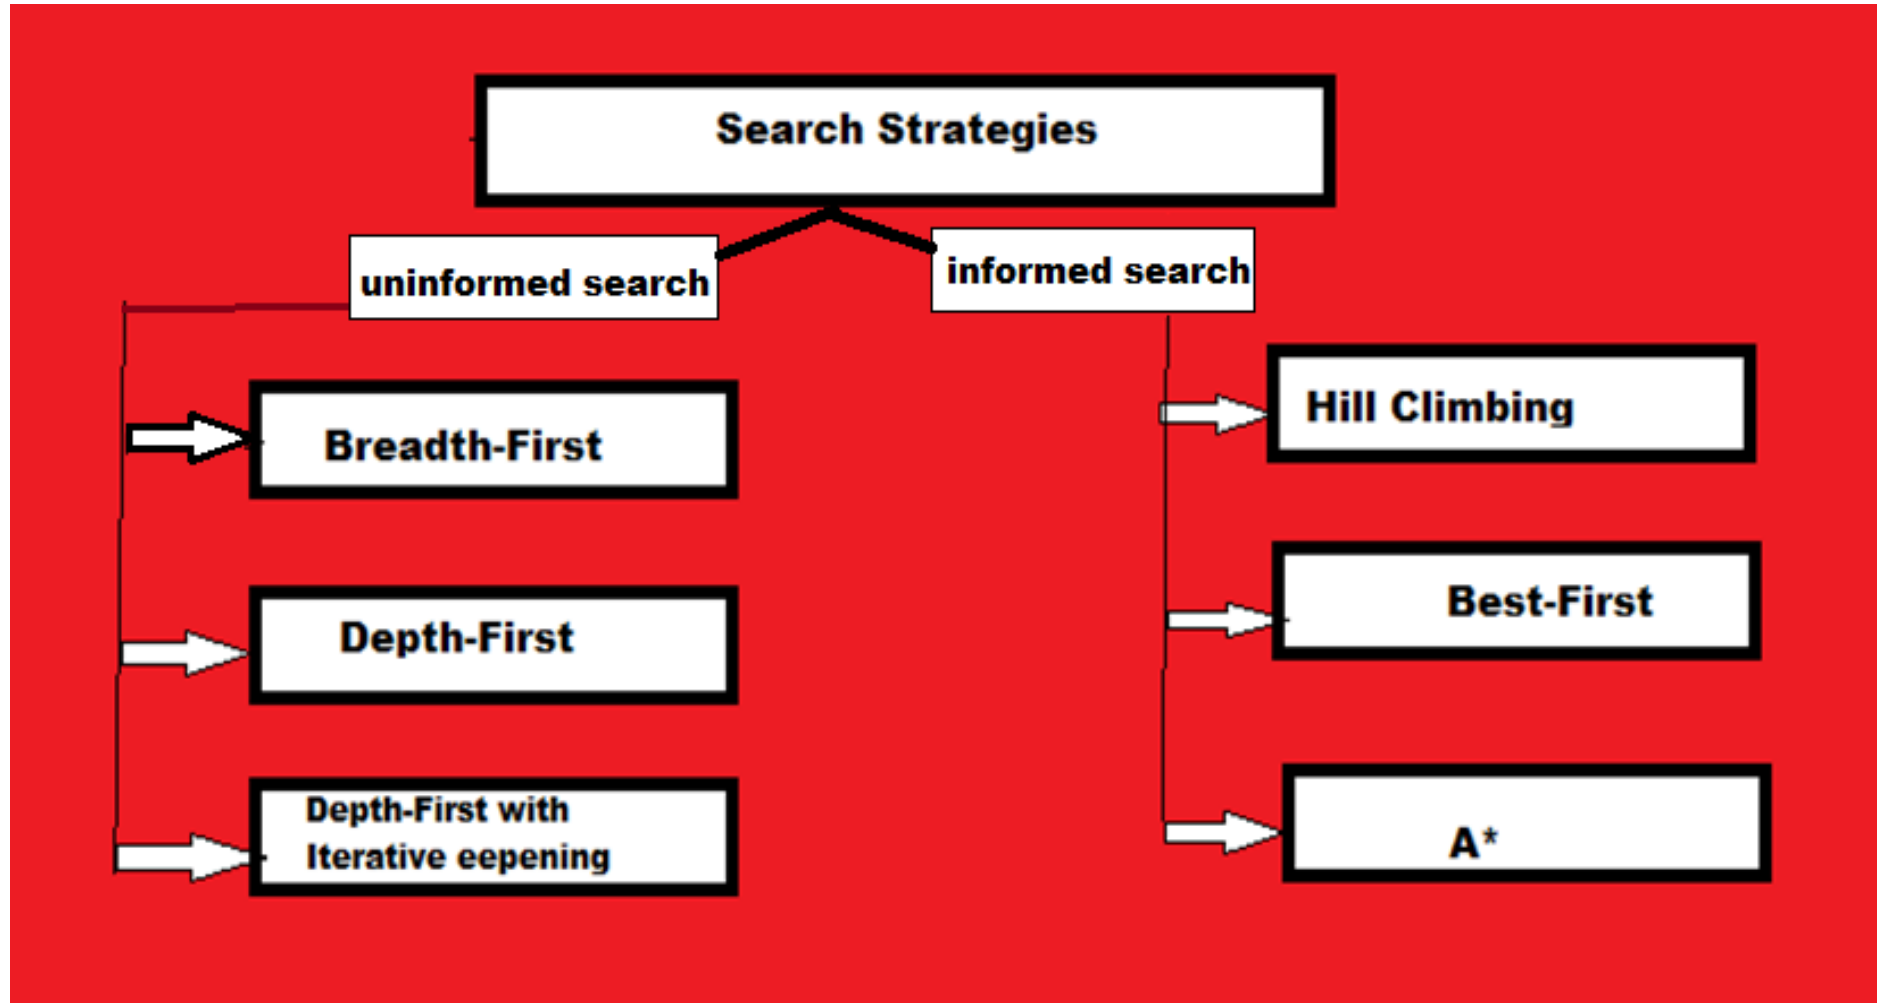 Search Strategies
uninformed search
informed search
Breadth-First
Depth-First
Depth-First with
Iterative eepening
Hill Climbing
Best-First
A*